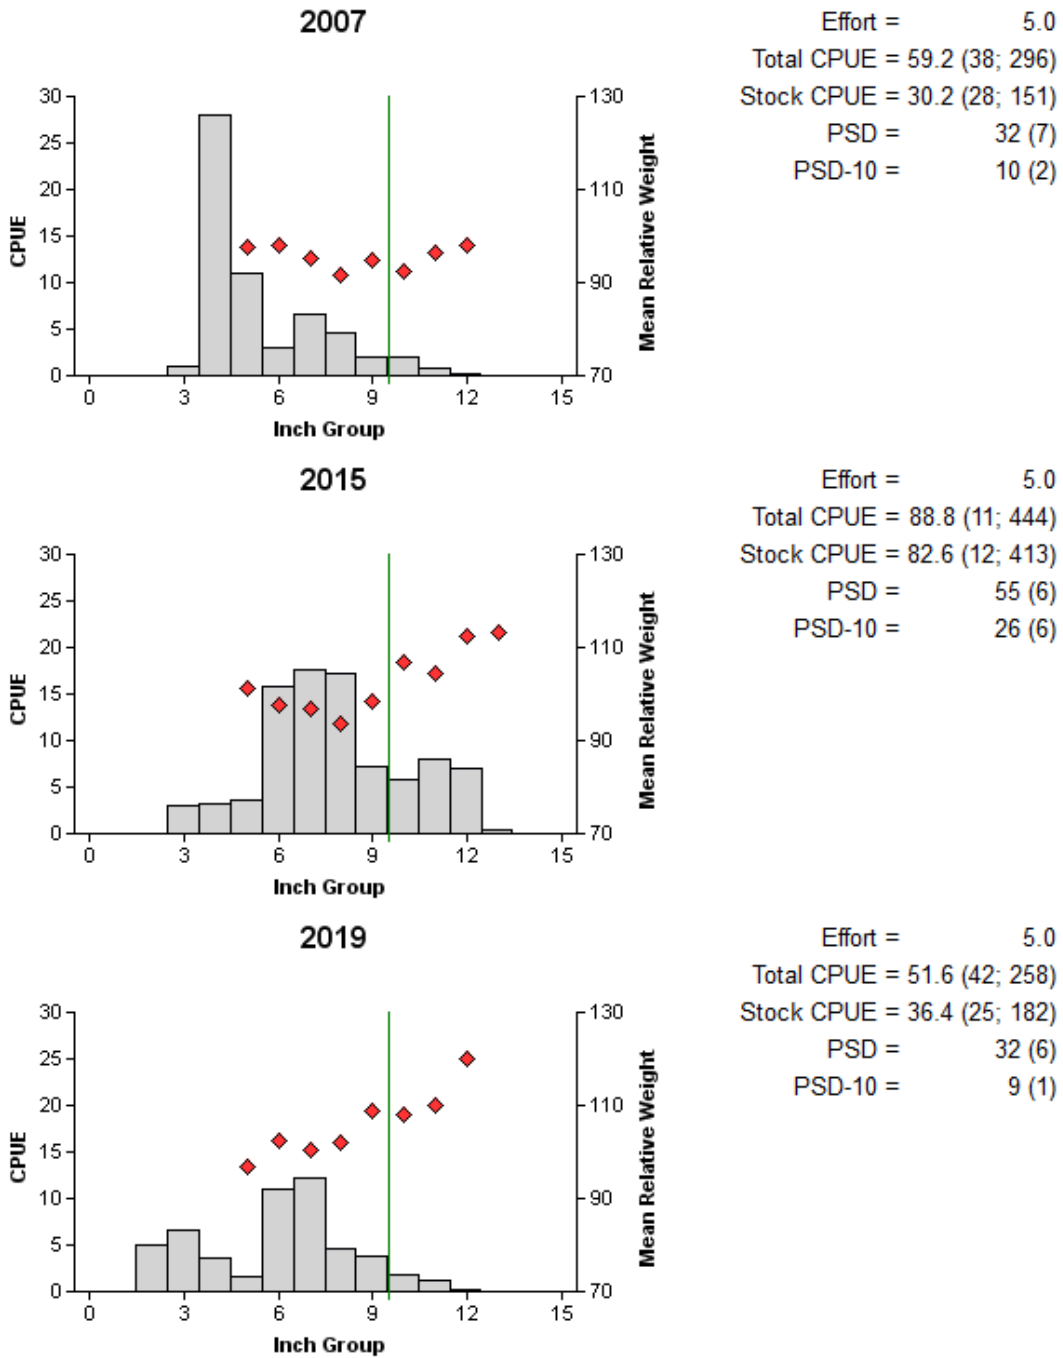 2007
Effort = 5.0
Total CPUE = 59.2 (38; 296)
Stock CPUE = 30.2 (28; 151)
PSD = 32 (7)
PSD-10 = 10 (2)
30
25
20
15
10
5
0
CPUE
130
110
90
70
Mean Relative Weight
0 3 6 9 12 15
Inch Group
2015
Effort = 5.0
Total CPUE = 88.8 (11; 444)
Stock CPUE = 82.6 (12; 413)
PSD = 55 (6)
PSD-10 = 26 (6)
30
25
20
15
10
5
0
CPUE
130
110
90
70
Mean Relative Weight
0 3 6 9 12 15
Inch Group
2019
Effort = 5.0
Total CPUE = 51.6 (42; 258)
Stock CPUE = 36.4 (25; 182)
PSD = 32 (6)
PSD-10 = 9 (1)
30
25
20
15
10
5
0
CPUE
130
110
90
70
Mean Relative Weight
0 3 6 9 12 15
Inch Group